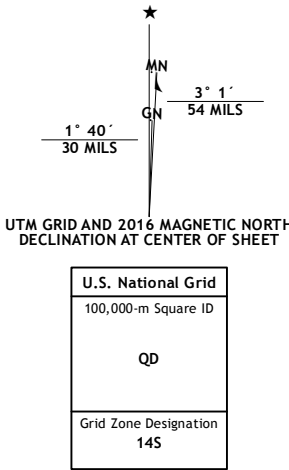 ★
MN
3° 1´
54 MILS
GN
1° 40´
30 MILS
UTM GRID AND 2016 MAGNETIC NORTH
DECLINATION AT CENTER OF SHEET
U.S. National Grid
100,000-m Square ID
QD
Grid Zone Designation
14S